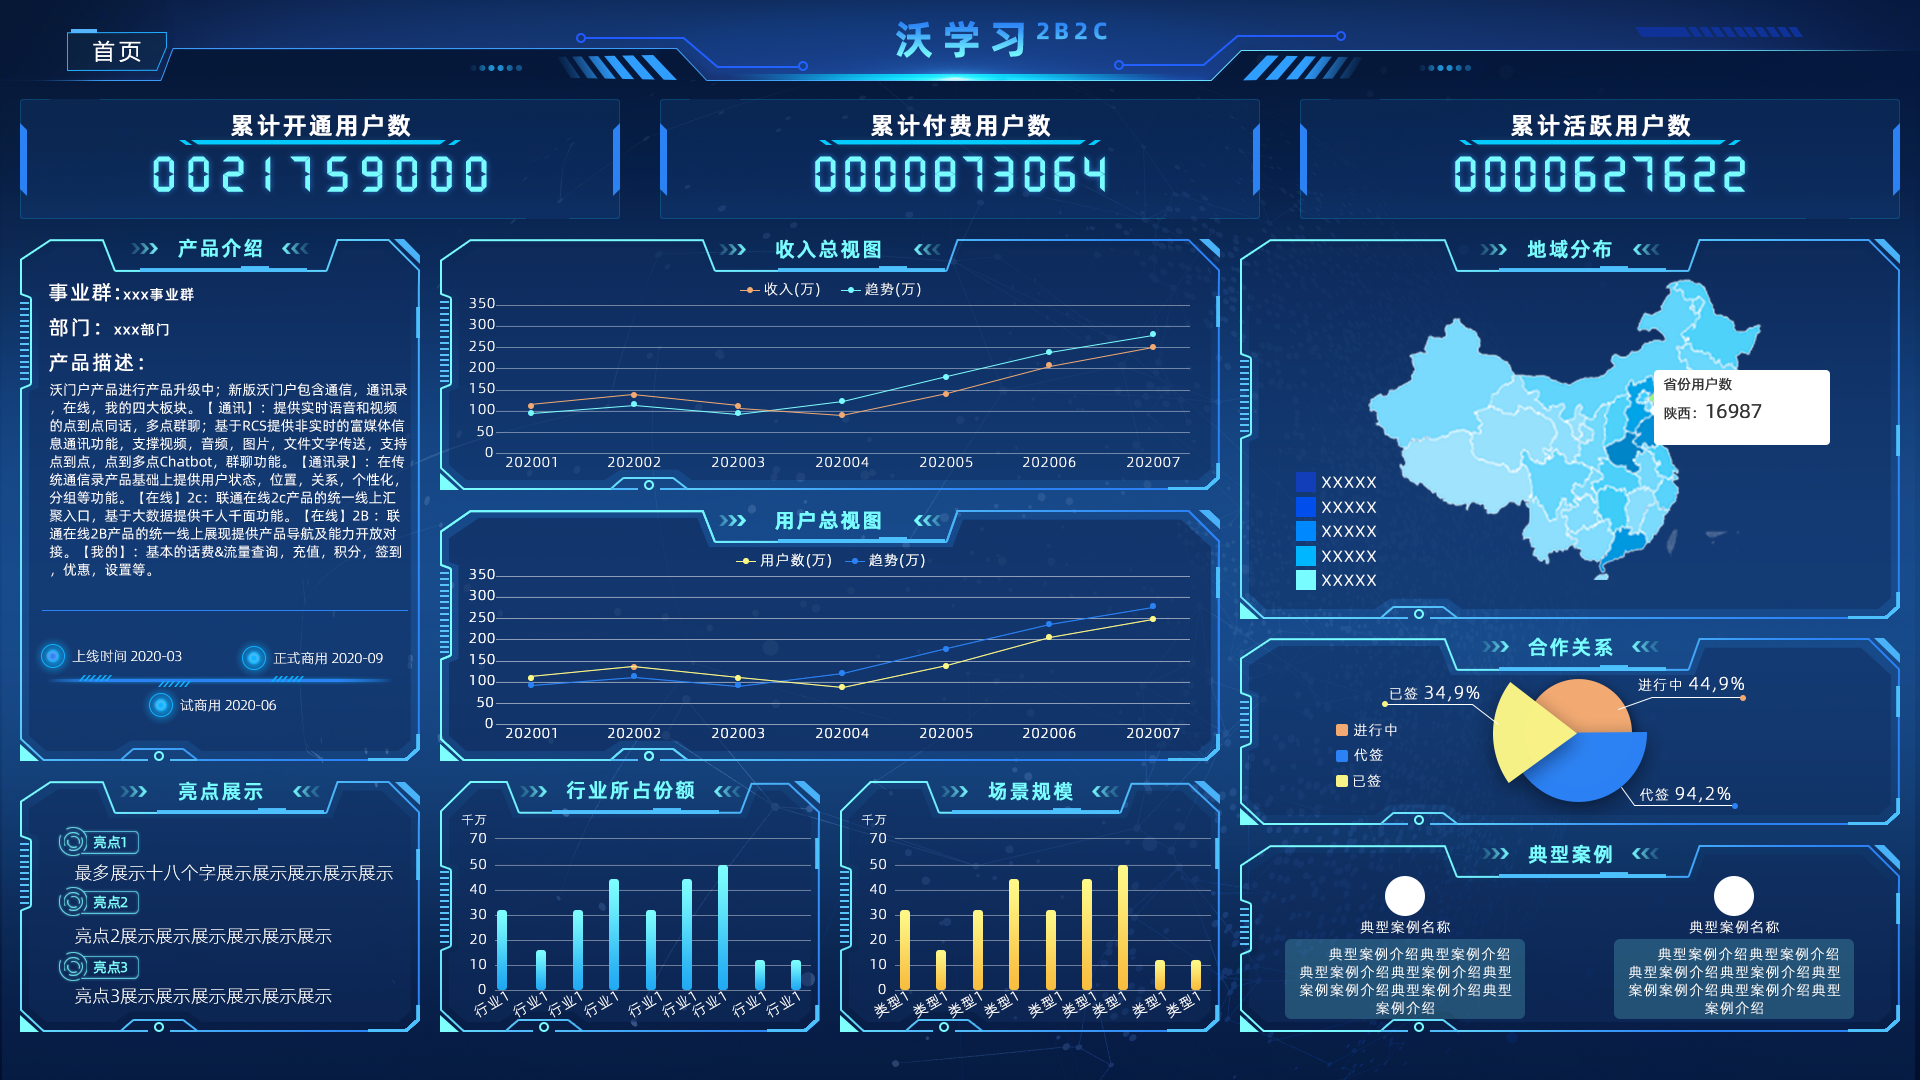 首页
沃学习2B2C
累计开通用户数
0021759000
累计付费用户数
0000873064
累计活跃用户数
0000627622
产品介绍
事业群:xxx事业群
部门：xxx部门
产品描述：
沃门户产品进行产品升级中；新版沃门户包含通信，通讯录
，在线，我的四大板块。【 通讯】：提供实时语音和视频
的点到点同话，多点群聊；基于RCS提供非实时的富媒体信
息通讯功能，支撑视频，音频，图片，文件文字传送，支持
点到点，点到多点Chatbot，群聊功能。【通讯录】：在传
统通信录产品基础上提供用户状态，位置，关系，个性化，
分组等功能。【在线】2c：联通在线2c产品的统一线上汇
聚入口，基于大数据提供千人千面功能。【在线】2B ：联
通在线2B产品的统一线上展现提供产品导航及能力开放对
接。【我的】：基本的话费&流量查询，充值，积分，签到
，优惠，设置等。
上线时间 2020-03
正式商用 2020-09
试商用 2020-06
收入总视图
收入(万)
趋势(万)
350
300
250
200
150
100
50
0
202001
202002
202003
202004
202005
202006
202007
用户总视图
用户数(万)
趋势(万)
350
300
250
200
150
100
50
0
202001
202002
202003
202004
202005
202006
202007
地域分布
省份用户数
陕西：16987
XXXXX
XXXXX
XXXXX
XXXXX
XXXXX
合作关系
已签 34,9%
进行中 44,9%
进行中
代签
已签
代签 94,2%
亮点展示
亮点1
最多展示十八个字展示展示展示展示展示
亮点2
亮点2展示展示展示展示展示展示
亮点3
亮点3展示展示展示展示展示展示
行业所占份额
千万
70
50
40
30
20
10
0
行业1
行业1
行业1
行业1
行业1
行业1
行业1
行业1
行业1
场景规模
千万
70
50
40
30
20
10
0
类型1
类型1
类型1
类型1
类型1
类型1
类型1
类型1
类型1
典型案例
典型案例名称
典型案例介绍典型案例介绍
典型案例介绍典型案例介绍典型
案例案例介绍典型案例介绍典型
案例介绍
典型案例名称
典型案例介绍典型案例介绍
典型案例介绍典型案例介绍典型
案例案例介绍典型案例介绍典型
案例介绍